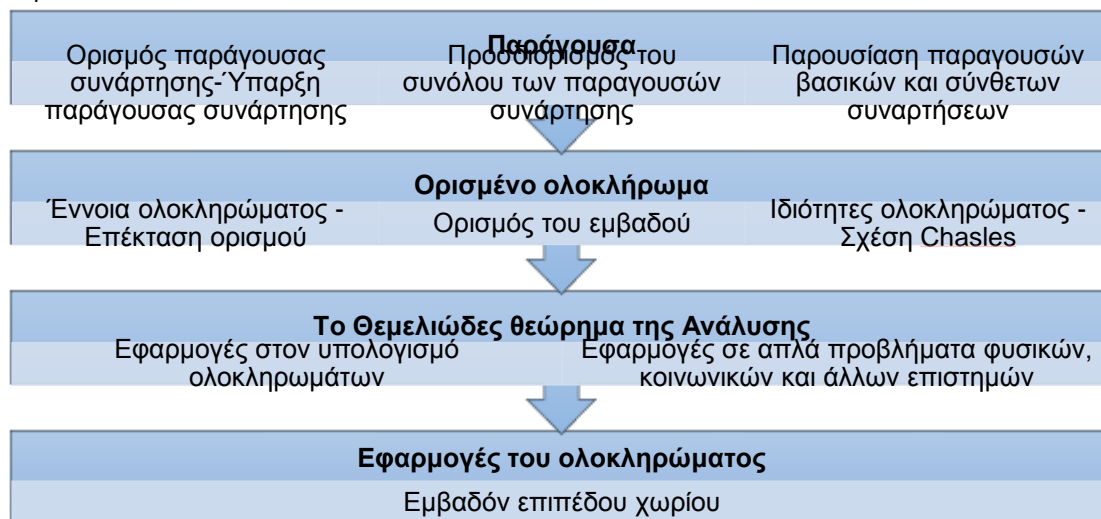 Παράγουσα
Ορισμός παράγουσας
συνάρτησης-Ύπαρξη
παράγουσας συνάρτησης
Προσδιορισμός του
συνόλου των παραγουσών
συνάρτησης
Παρουσίαση παραγουσών
βασικών και σύνθετων
συναρτήσεων
Ορισμένο ολοκλήρωμα
Έννοια ολοκληρώματος -
Επέκταση ορισμού
Ορισμός του εμβαδού
Ιδιότητες ολοκληρώματος -
Σχέση Chasles
Το Θεμελιώδες θεώρημα της Ανάλυσης
Εφαρμογές στον υπολογισμό
ολοκληρωμάτων
Εφαρμογές σε απλά προβλήματα φυσικών,
κοινωνικών και άλλων επιστημών
Εφαρμογές του ολοκληρώματος
Εμβαδόν επιπέδου χωρίου